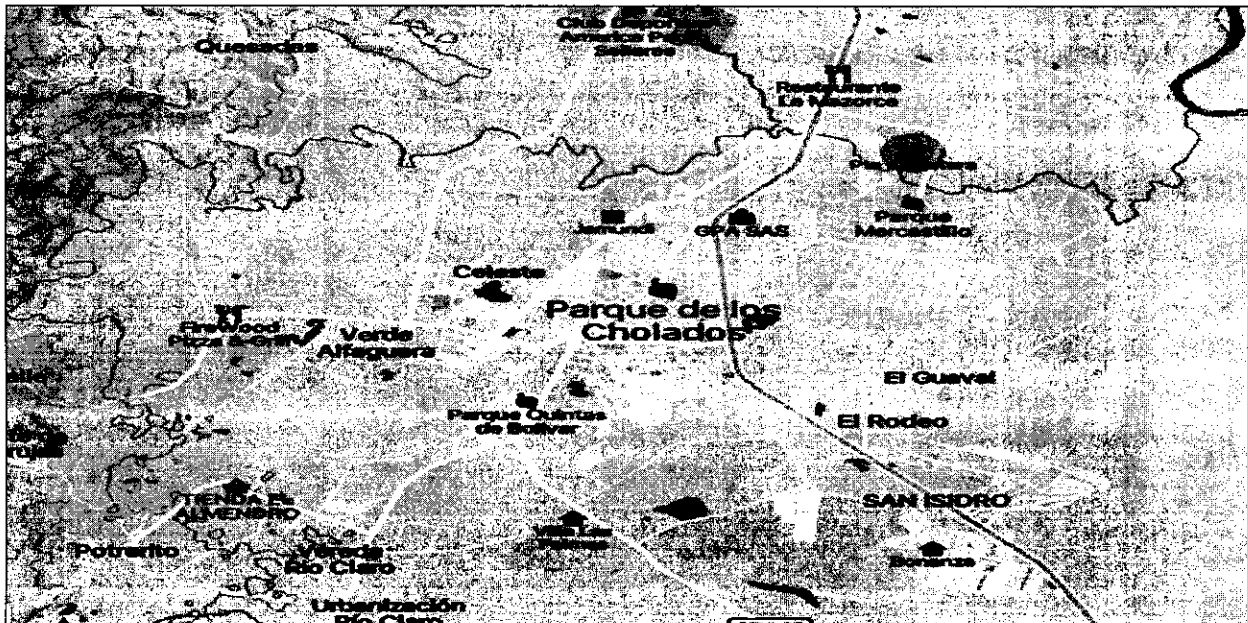 Quesadas
Restaurante
La Mazorca
Jamundí
GPA SAS
Parque
Mercastillo
Celeste
Parque de los
Cholados
Firewood
Pizza & Grill
Verde
Alfaguara
El Guaval
Parque Quintas
de Bolívar
El Rodeo
TIENDA EL
ALMENDRO
SAN ISIDRO
Potrerito
Vereda
Río Claro
Bonanza
Urbanización
Río Claro